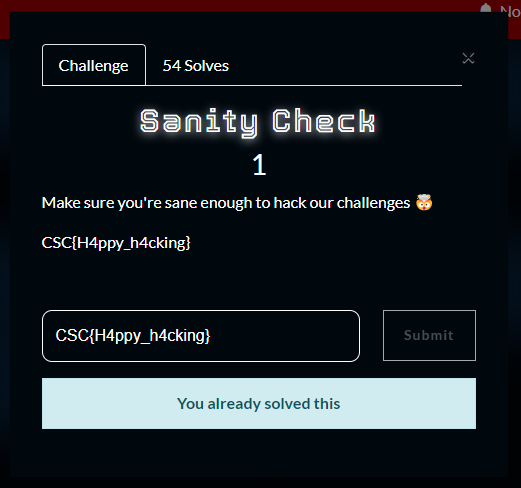 No
Challenge
54 Solves
Sanity Check
1
Make sure you're sane enough to hack our challenges 🤯
CSC{H4ppy_h4cking}
CSC{H4ppy_h4cking}
Submit
You already solved this